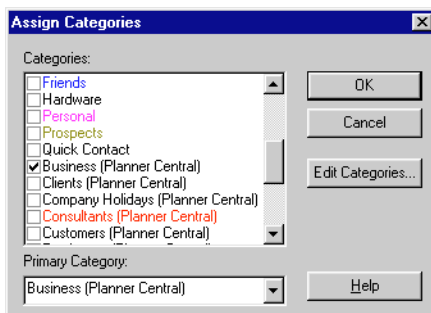 Assign Categories
Categories:
Friends
Hardware
Personal
Prospects
Quick Contact
Business (Planner Central)
Clients (Planner Central)
Company Holidays (Planner Central)
Consultants (Planner Central)
Customers (Planner Central)
OK
Cancel
Edit Categories...
Primary Category:
Business (Planner Central)
Help